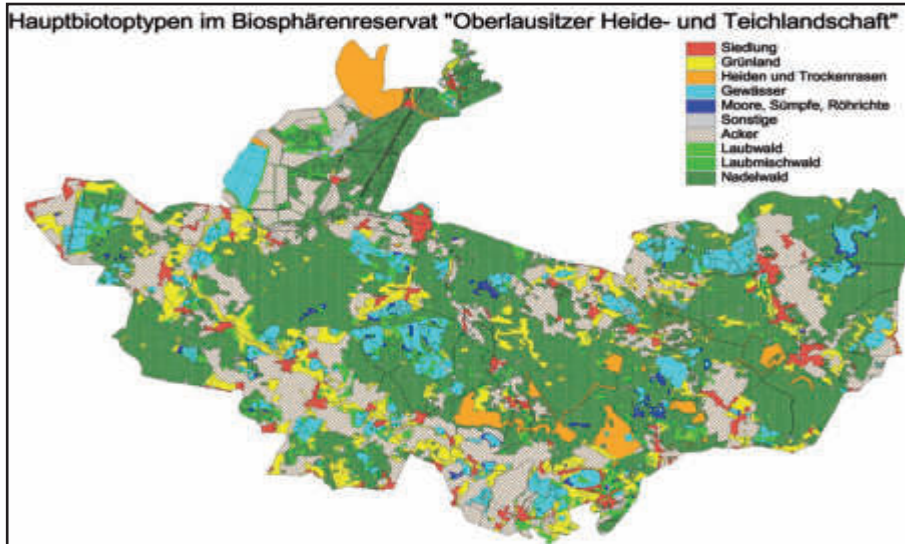 Hauptbiotoptypen im Biosphärenreservat "Oberlausitzer Heide- und Teichlandschaft"
Siedlung
Grünland
Heiden und Trockenrasen
Gewässer
Moore, Sümpfe, Röhrichte
Sonstige
Acker
Laubwald
Laubmischwald
Nadelwald